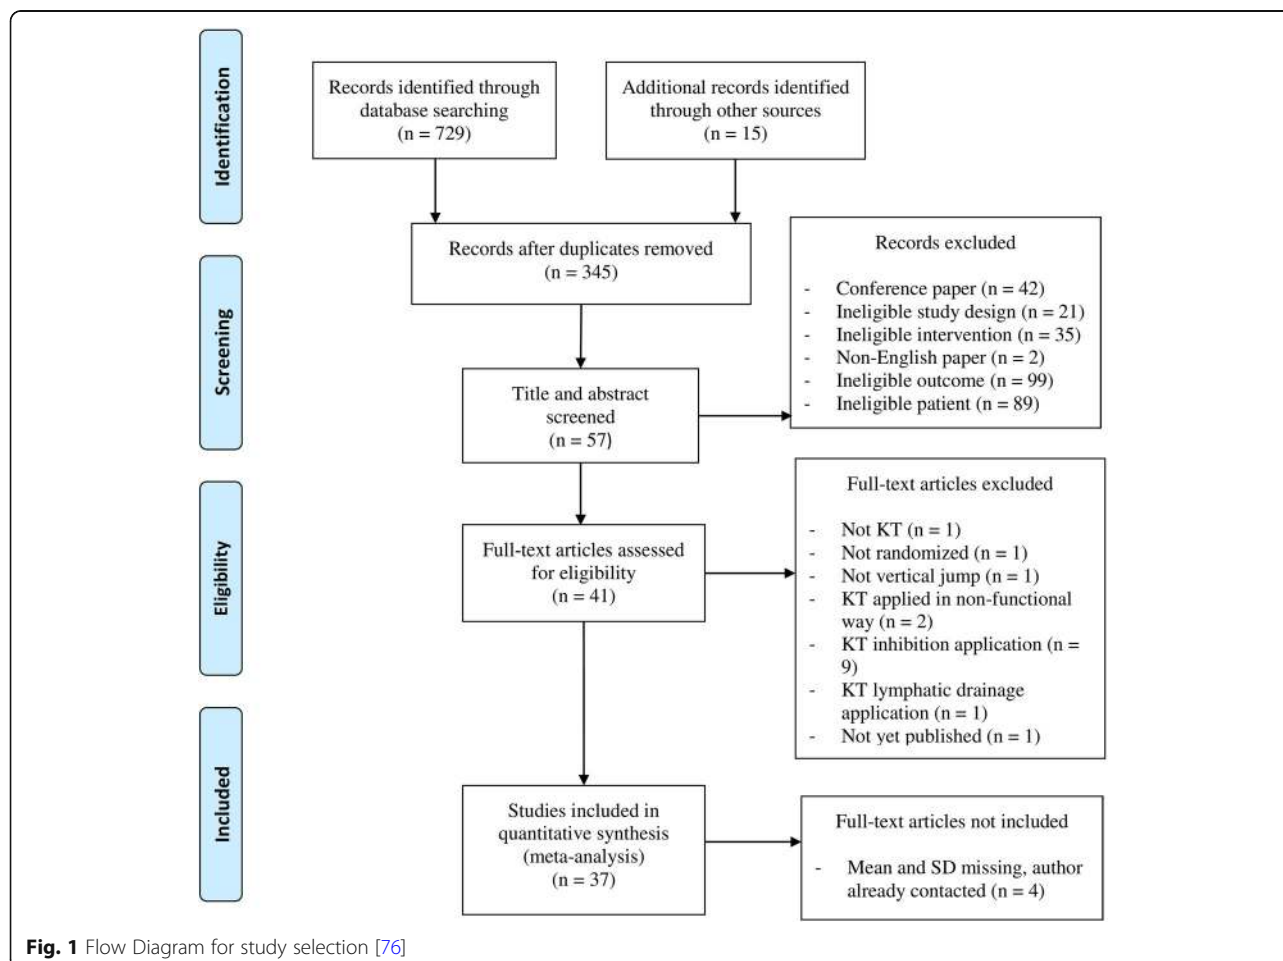 Identification
Records identified through
database searching
(n = 729)
Additional records identified
through other sources
(n = 15)
Records after duplicates removed
(n = 345)
Records excluded
- Conference paper (n = 42)
- Ineligible study design (n = 21)
- Ineligible intervention (n = 35)
- Non-English paper (n = 2)
- Ineligible outcome (n = 99)
- Ineligible patient (n = 89)
Screening
Title and abstract
screened
(n = 57)
Eligibility
Full-text articles assessed
for eligibility
(n = 41)
Full-text articles excluded
- Not KT (n = 1)
- Not randomized (n = 1)
- Not vertical jump (n = 1)
- KT applied in non-functional
way (n = 2)
- KT inhibition application (n =
9)
- KT lymphatic drainage
application (n = 1)
- Not yet published (n = 1)
Included
Studies included in
quantitative synthesis
(meta-analysis)
(n = 37)
Full-text articles not included
- Mean and SD missing, author
already contacted (n = 4)
Fig. 1 Flow Diagram for study selection [76]